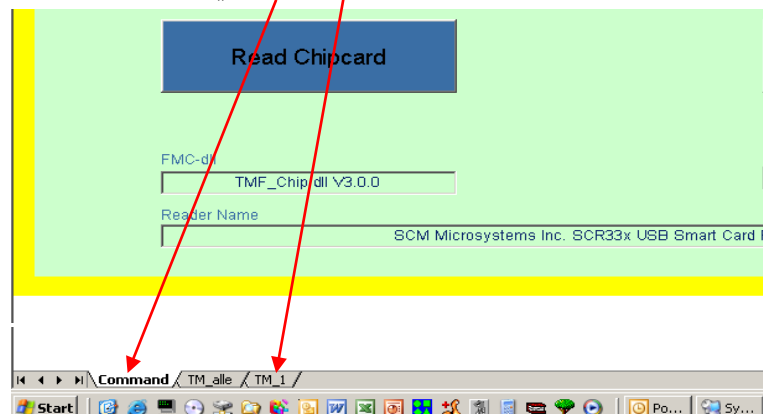 Read Chipcard
FMC-dll
TMF_Chip.dll V3.0.0
Reader Name
SCM Microsystems Inc. SCR33x USB Smart Card
Command TM_alle TM_1
Start Po... Sy...